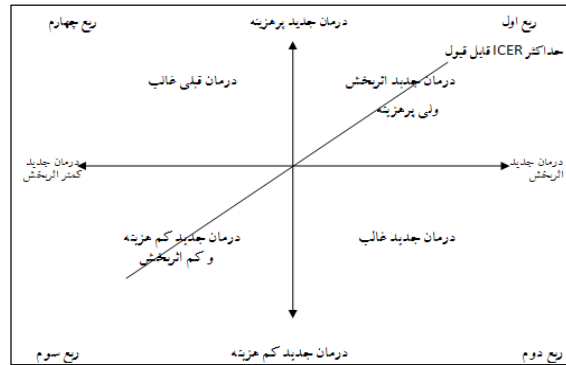 ربع اول
درمان جدید پرهزینه
ربع چهارم
حداکثر ICER قابل قبول
درمان جدید اثربخش
ولی پرهزینه
درمان قبلی غالب
درمان جدید
اثربخش
درمان جدید
کمتر اثربخش
درمان جدید غالب
درمان جدید کم هزینه
و کم اثربخش
ربع دوم
درمان جدید کم هزینه
ربع سوم